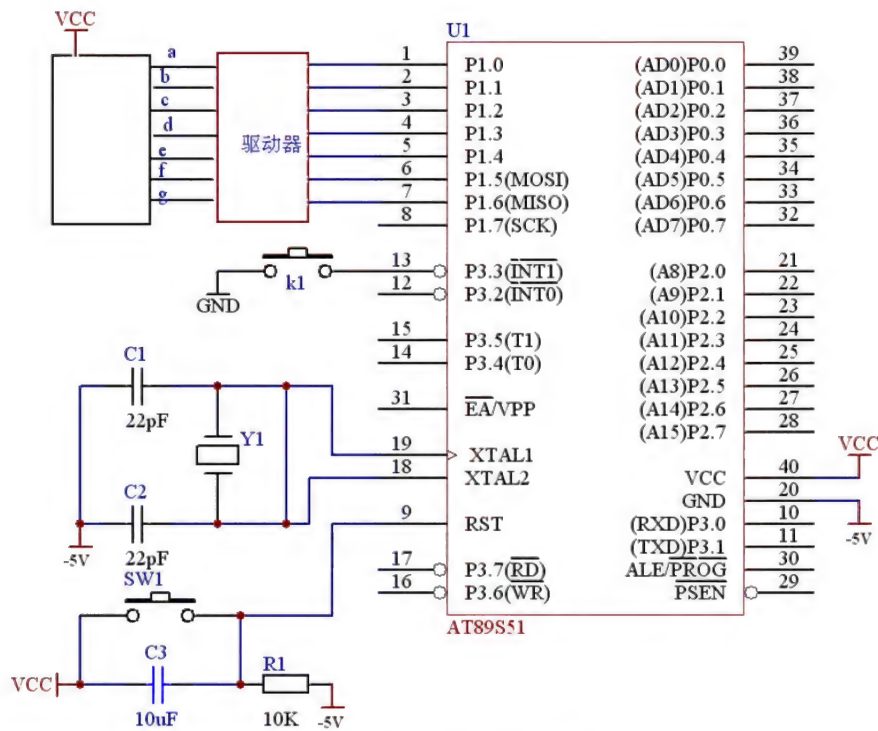 VCC
a
b
c
d
e
f
g
驱动器
U1
1 P1.0
2 P1.1
3 P1.2
4 P1.3
5 P1.4
6 P1.5(MOSI)
7 P1.6(MISO)
8 P1.7(SCK)
13 P3.3(INT1)
12 P3.2(INT0)
15 P3.5(T1)
14 P3.4(T0)
31 EA/VPP
19 XTAL1
18 XTAL2
9 RST
17 P3.7(RD)
16 P3.6(WR)
(AD0)P0.0 39
(AD1)P0.1 38
(AD2)P0.2 37
(AD3)P0.3 36
(AD4)P0.4 35
(AD5)P0.5 34
(AD6)P0.6 33
(AD7)P0.7 32
(A8)P2.0 21
(A9)P2.1 22
(A10)P2.2 23
(A11)P2.3 24
(A12)P2.4 25
(A13)P2.5 26
(A14)P2.6 27
(A15)P2.7 28
VCC 40
GND 20
(RXD)P3.0 10
(TXD)P3.1 11
ALE/PROG 30
PSEN 29
AT89S51
VCC
-5V
k1
GND
C1
22pF
Y1
C2
22pF
-5V
SW1
C3
10uF
VCC
R1
10K
-5V